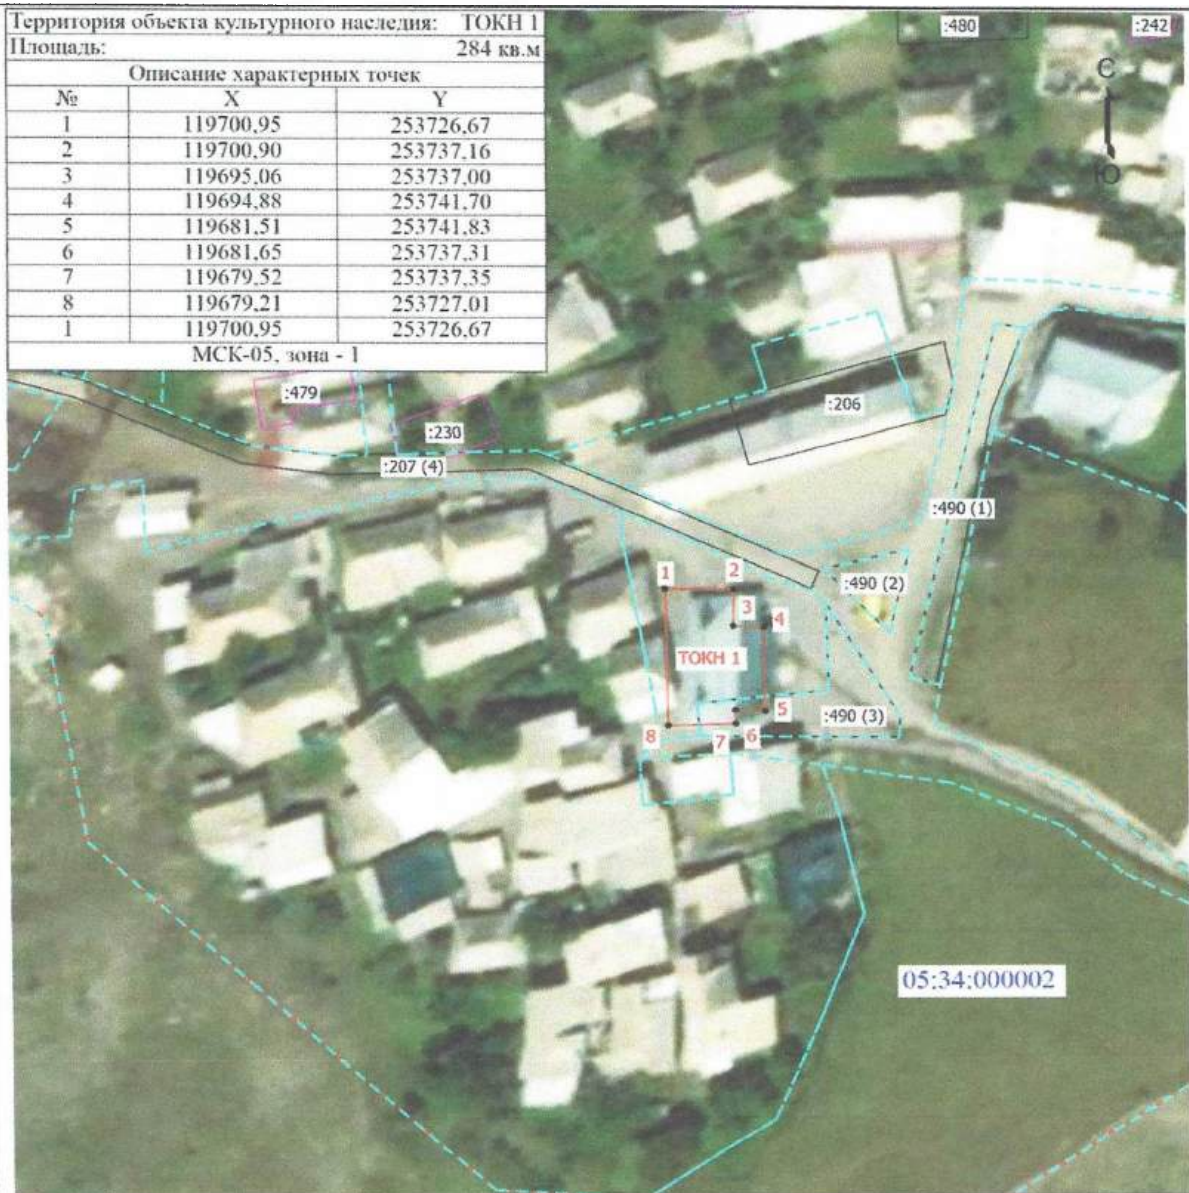 Территория объекта культурного наследия: ТОКН 1
Площадь: 284 кв.м
Описание характерных точек
№ X Y
1 119700,95 253726,67
2 119700,90 253737,16
3 119695,06 253737,00
4 119694,88 253741,70
5 119681,51 253741,83
6 119681,65 253737,31
7 119679,52 253737,35
8 119679,21 253727,01
1 119700,95 253726,67
МСК-05, зона - 1
:480
:242
С
Ю
:479
:206
:230
:207 (4)
:490 (1)
:490 (2)
1
2
3
4
ТОКН 1
5
:490 (3)
8
7
6
05:34:000002